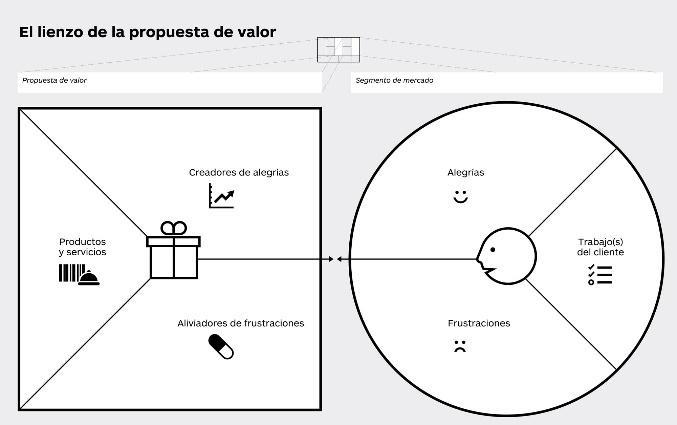 El lienzo de la propuesta de valor
Propuesta de valor
Segmento de mercado
Creadores de alegrías
Productos
y servicios
Aliviadores de frustraciones
Alegrías
Trabajo(s)
del cliente
Frustraciones